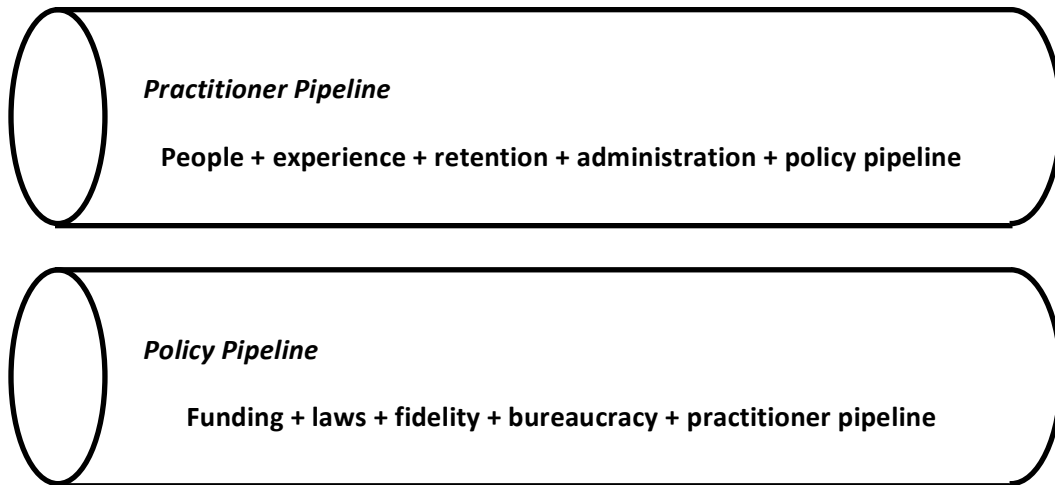 Practitioner Pipeline
People + experience + retention + administration + policy pipeline
Policy Pipeline
Funding + laws + fidelity + bureaucracy + practitioner pipeline